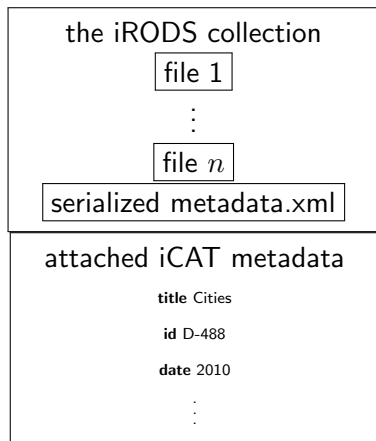 the iRODS collection
file 1
⋮
file n
serialized metadata.xml
attached iCAT metadata
title Cities
id D-488
date 2010
⋮